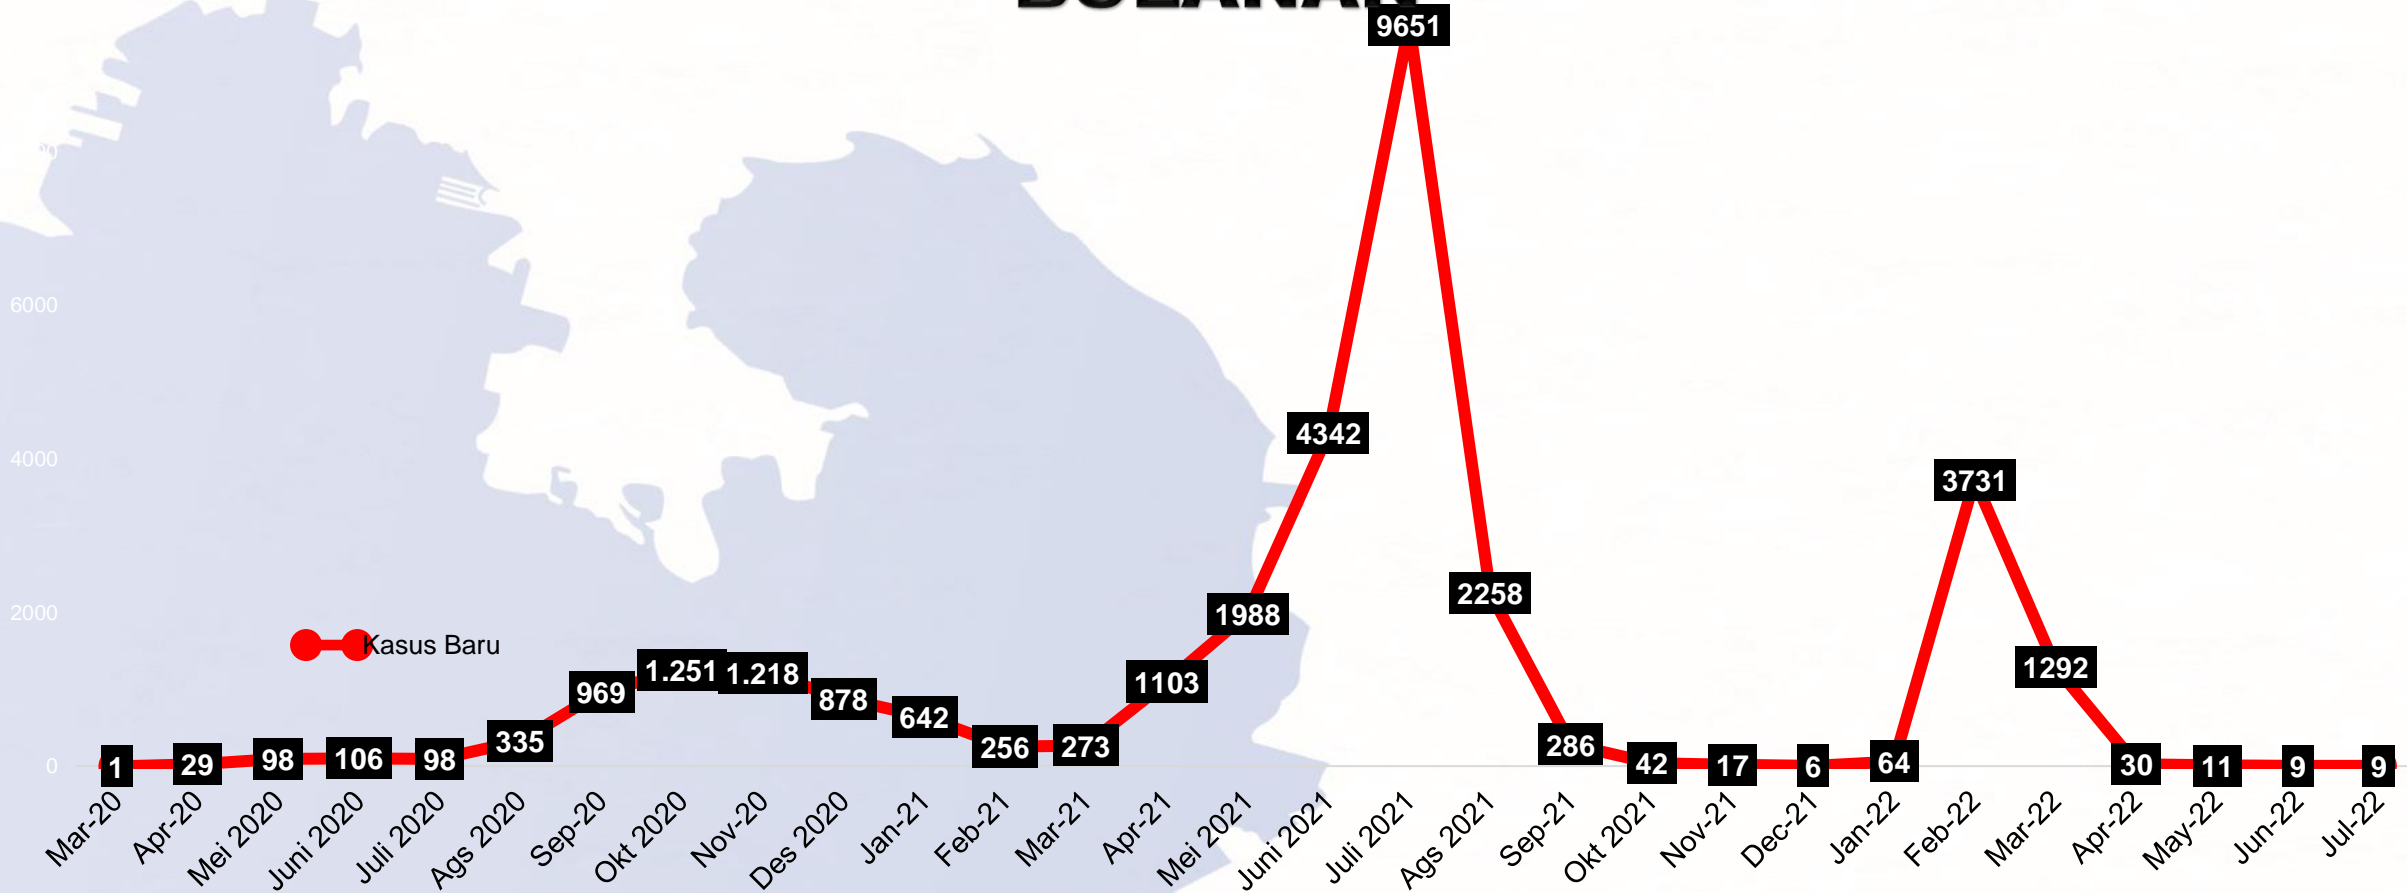 BULANAN
9651
6000
4000
2000
0
Kasus Baru
1
29
98
106
98
335
969
1.251
1.218
878
642
256
273
1103
1988
4342
2258
286
42
17
6
64
3731
1292
30
11
9
9
Mar-20
Apr-20
Mei 2020
Juni 2020
Juli 2020
Ags 2020
Sep-20
Okt 2020
Nov-20
Des 2020
Jan-21
Feb-21
Mar-21
Apr-21
Mei 2021
Juni 2021
Juli 2021
Ags 2021
Sep-21
Okt 2021
Nov-21
Dec-21
Jan-22
Feb-22
Mar-22
Apr-22
May-22
Jun-22
Jul-22